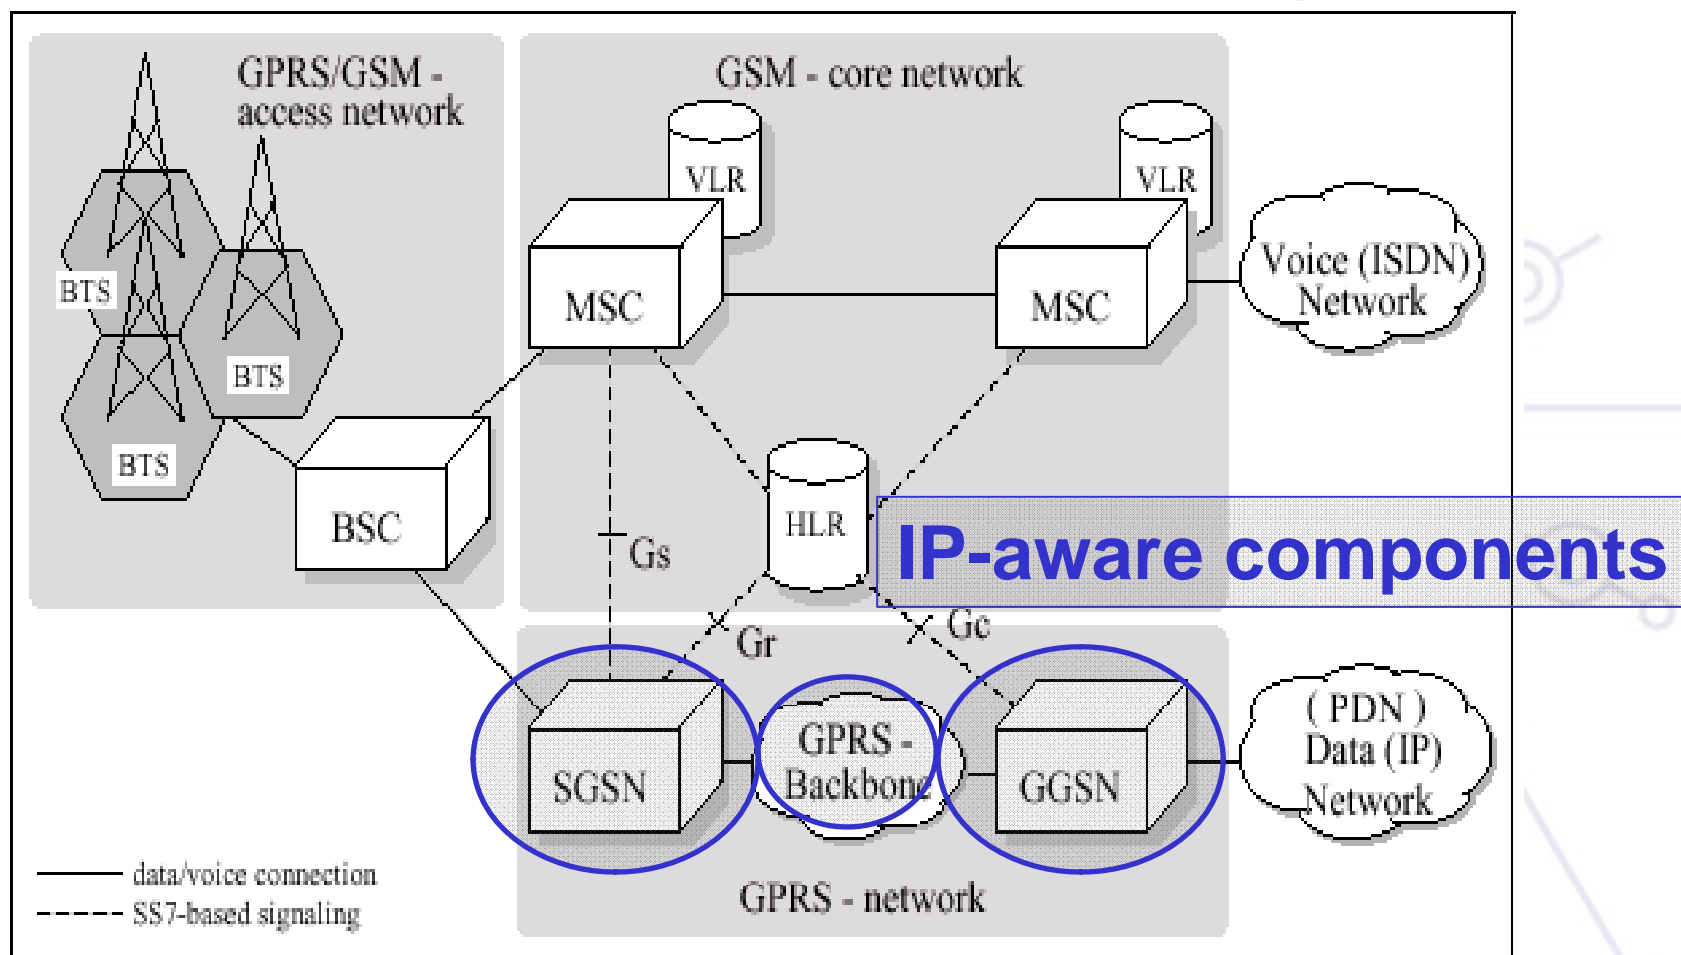 GPRS/GSM -
access network
GSM - core network
VLR
VLR
MSC
MSC
Voice (ISDN)
Network
BTS
BTS
BTS
BSC
HLR
IP-aware components
Gs
Gr
Gc
SGSN
GPRS -
Backbone
GGSN
( PDN )
Data (IP)
Network
data/voice connection
SS7-based signaling
GPRS - network